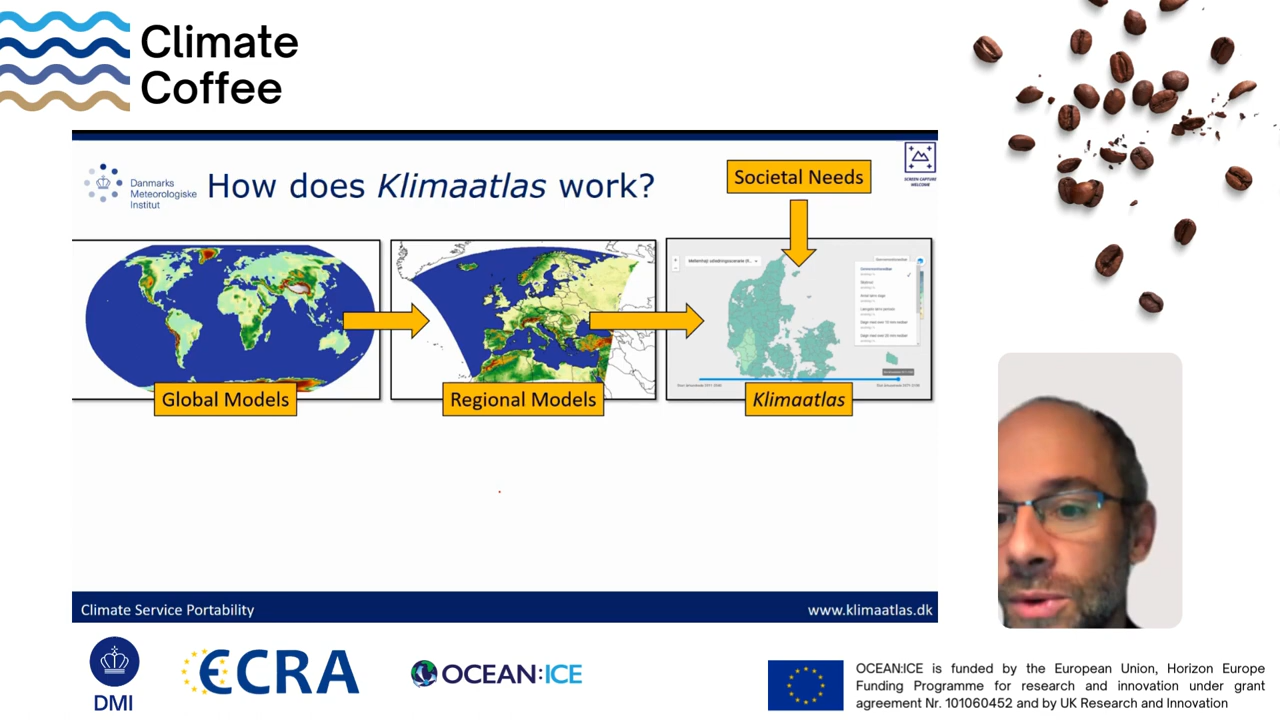 Climate
Coffee
Danmarks
Meteorologiske
Institut
How does Klimaatlas work?
Societal Needs
SCREEN CAPTURE
WELCOME
Global Models
Regional Models
Klimaatlas
Climate Service Portability
www.klimaatlas.dk
DMI
ECRA
OCEAN:ICE
OCEAN:ICE is funded by the European Union, Horizon Europe
Funding Programme for research and innovation under grant
agreement Nr. 101060452 and by UK Research and Innovation